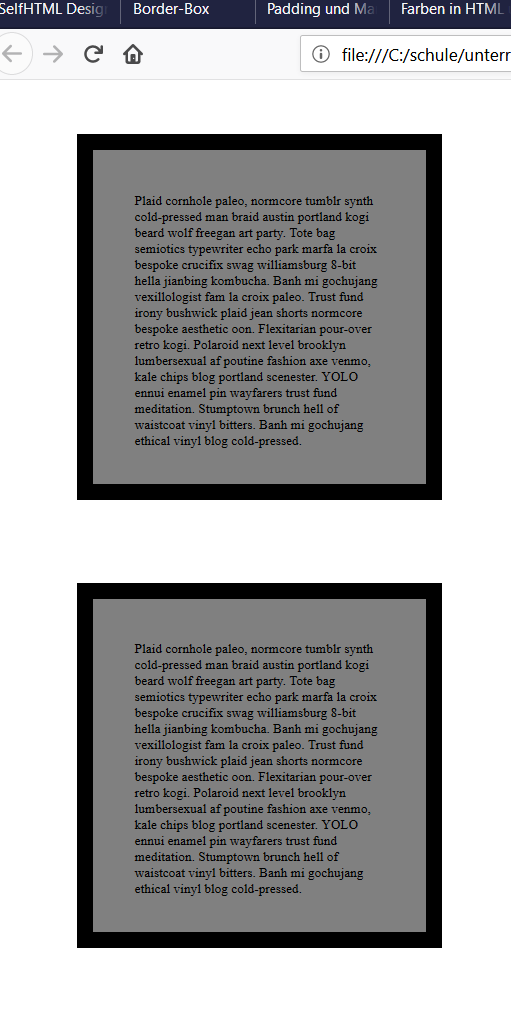 SelfHTML Desig
Border-Box
Padding und Ma
Farben in HTML
file:///C:/schule/unterr
Plaid cornhole paleo, normcore tumblr synth
cold-pressed man braid austin portland kogi
beard wolf freegan art party. Tote bag
semiotics typewriter echo park marfa la croix
bespoke crucifix swag williamsburg 8-bit
hella jianbing kombucha. Banh mi gochujang
vexillologist fam la croix paleo. Trust fund
irony bushwick plaid jean shorts normcore
bespoke aesthetic oon. Flexitarian pour-over
retro kogi. Polaroid next level brooklyn
lumbersexual af poutine fashion axe venmo,
kale chips blog portland scenester. YOLO
ennui enamel pin wayfarers trust fund
meditation. Stumptown brunch hell of
waistcoat vinyl bitters. Banh mi gochujang
ethical vinyl blog cold-pressed.
Plaid cornhole paleo, normcore tumblr synth
cold-pressed man braid austin portland kogi
beard wolf freegan art party. Tote bag
semiotics typewriter echo park marfa la croix
bespoke crucifix swag williamsburg 8-bit
hella jianbing kombucha. Banh mi gochujang
vexillologist fam la croix paleo. Trust fund
irony bushwick plaid jean shorts normcore
bespoke aesthetic oon. Flexitarian pour-over
retro kogi. Polaroid next level brooklyn
lumbersexual af poutine fashion axe venmo,
kale chips blog portland scenester. YOLO
ennui enamel pin wayfarers trust fund
meditation. Stumptown brunch hell of
waistcoat vinyl bitters. Banh mi gochujang
ethical vinyl blog cold-pressed.